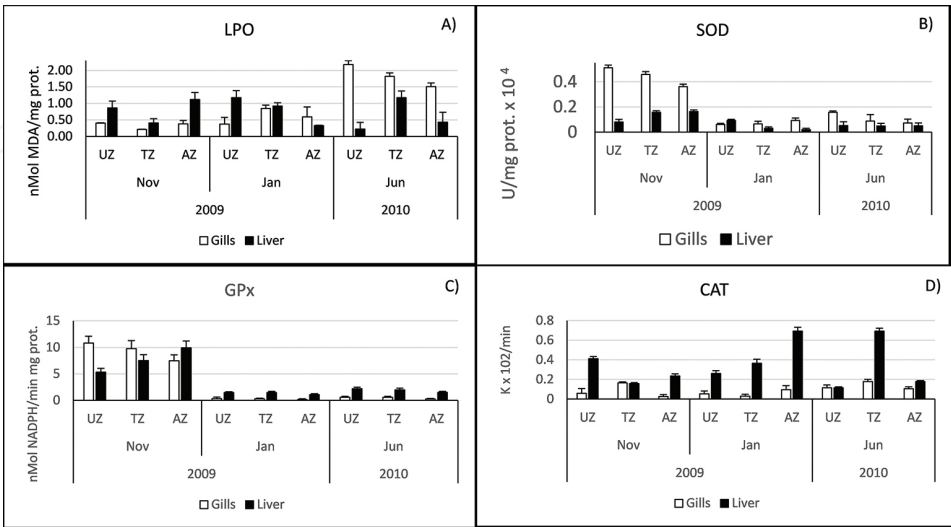 LPO
A)
nMol MDA/mg prot.
2.00
1.50
1.00
0.50
0.00
UZ TZ AZ UZ TZ AZ UZ TZ AZ
Nov Jan Jun
2009 2010
Gills Liver
SOD
B)
U/mg prot. x 10 4
0.4
0.2
0
UZ TZ AZ UZ TZ AZ UZ TZ AZ
Nov Jan Jun
2009 2010
Gills Liver
GPx
C)
nMol NADPH/min mg prot.
15
10
5
0
UZ TZ AZ UZ TZ AZ UZ TZ AZ
Nov Jan Jun
2009 2010
Gills Liver
CAT
D)
K x 102/min
0.8
0.6
0.4
0.2
0
UZ TZ AZ UZ TZ AZ UZ TZ AZ
Nov Jan Jun
2009 2010
Gills Liver